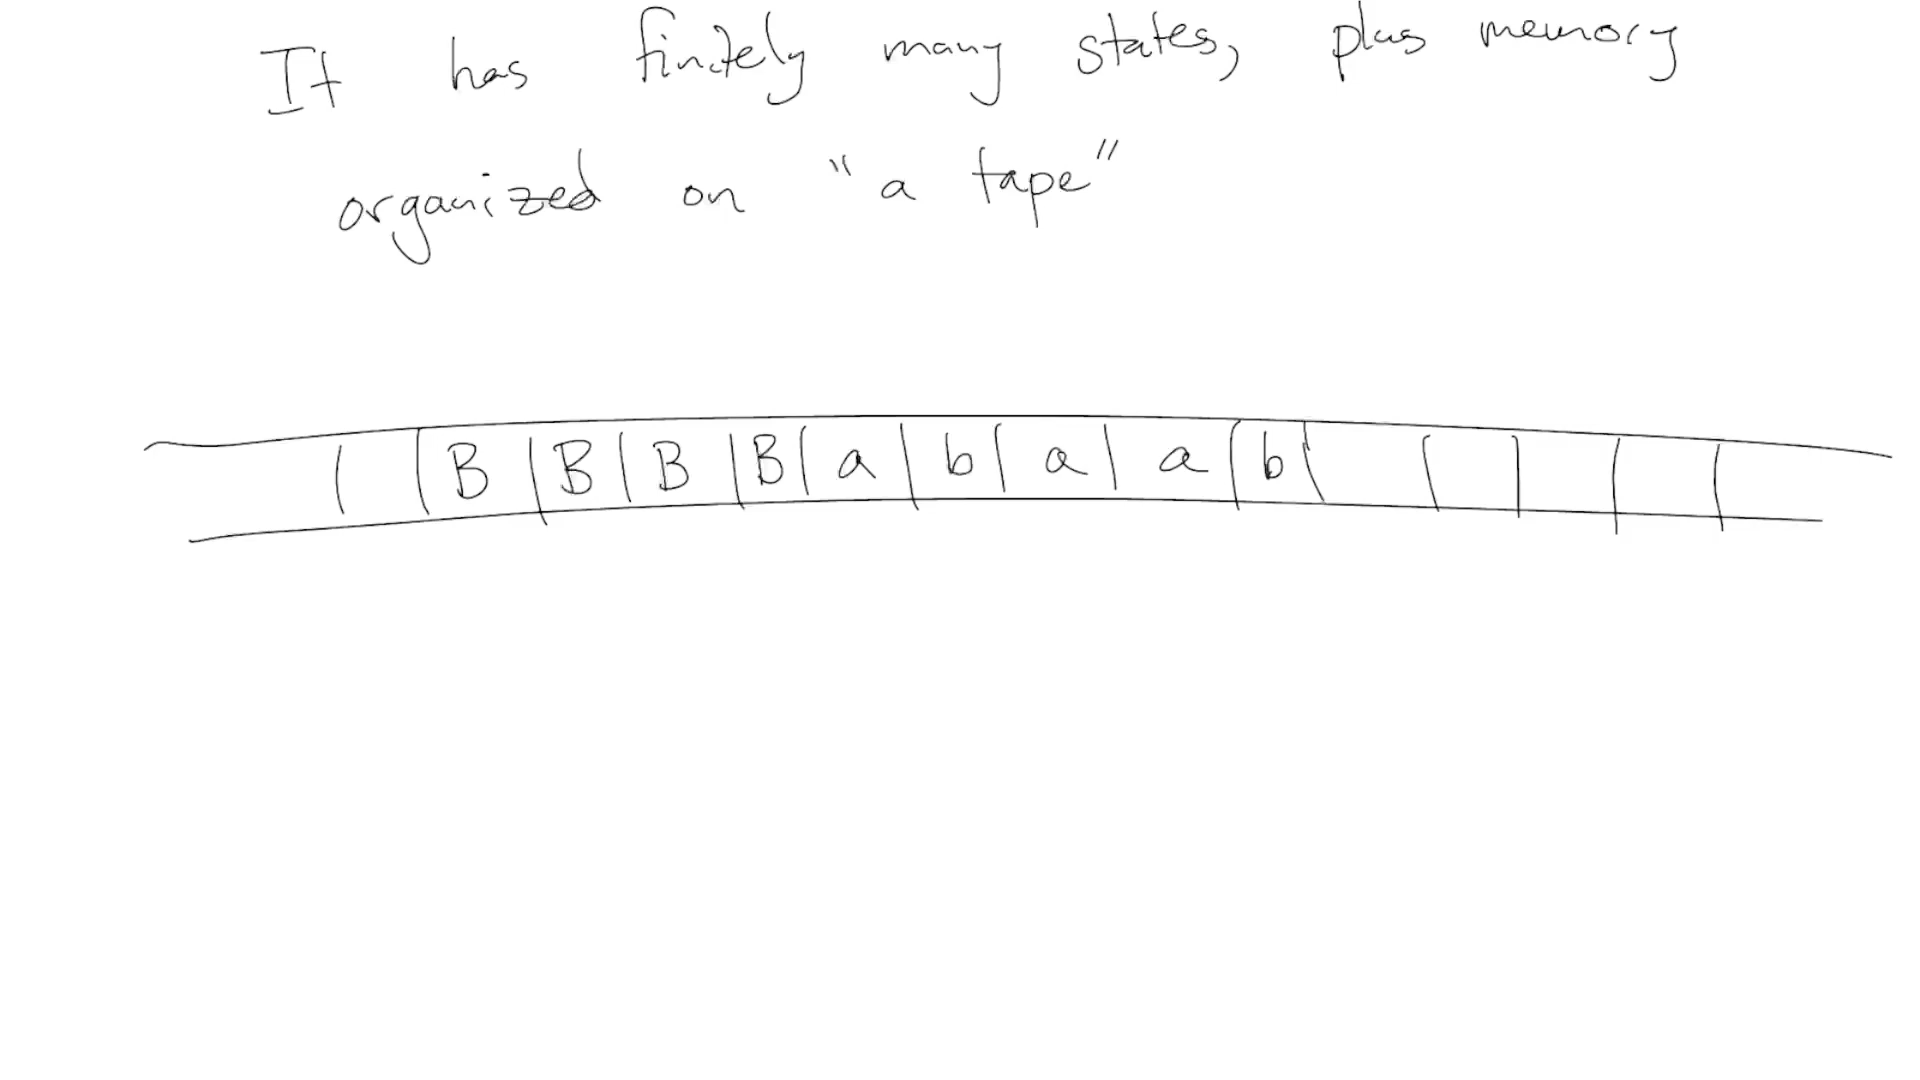 It has finitely many states, plus memory
organized on "a tape"
B B B B a b a a b